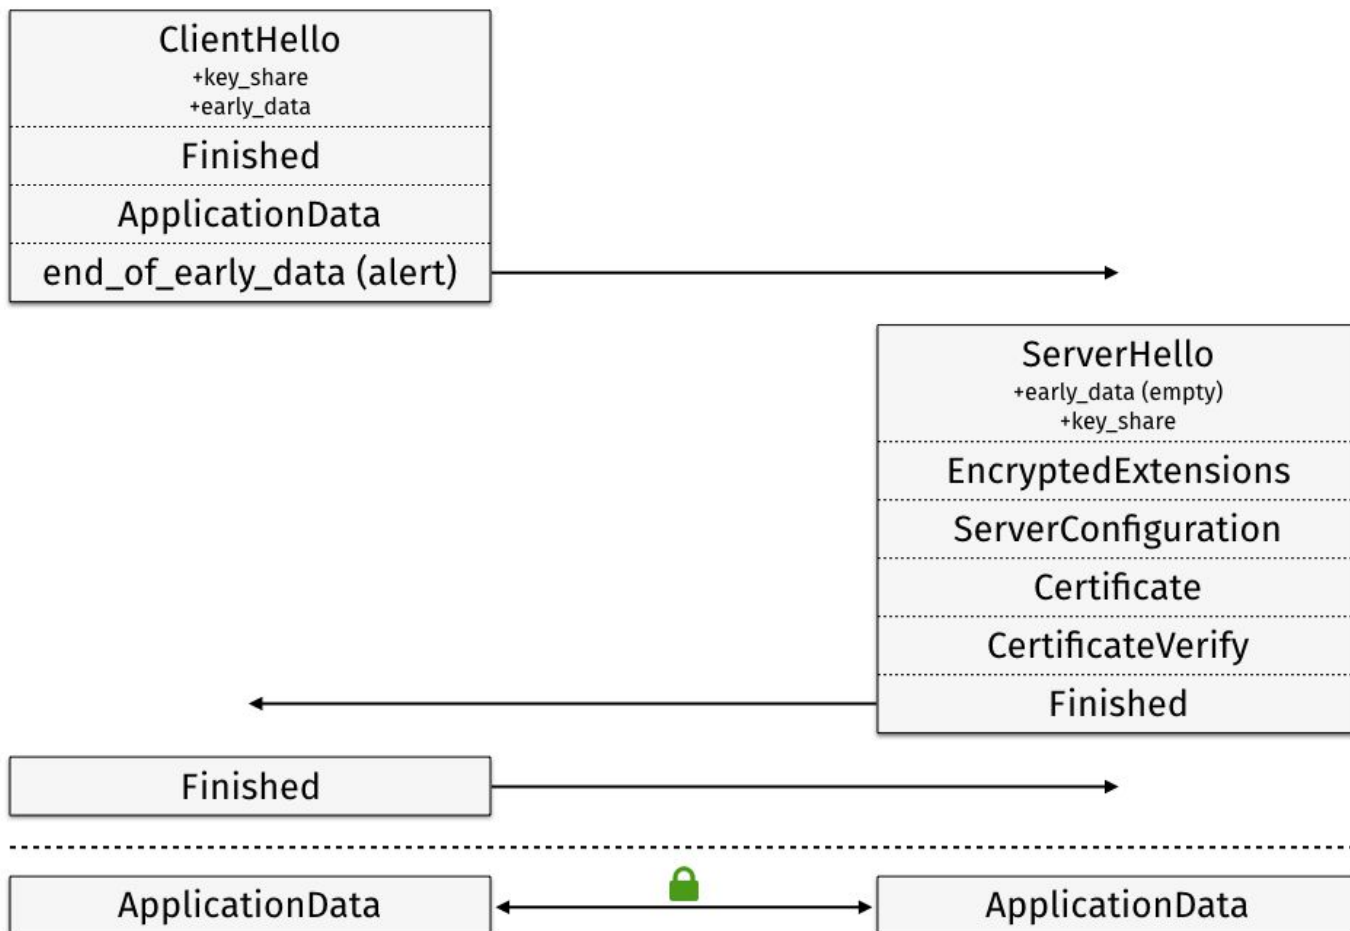 ClientHello
+key_share
+early_data
Finished
ApplicationData
end_of_early_data (alert)
ServerHello
+early_data (empty)
+key_share
EncryptedExtensions
ServerConfiguration
Certificate
CertificateVerify
Finished
Finished
ApplicationData
ApplicationData